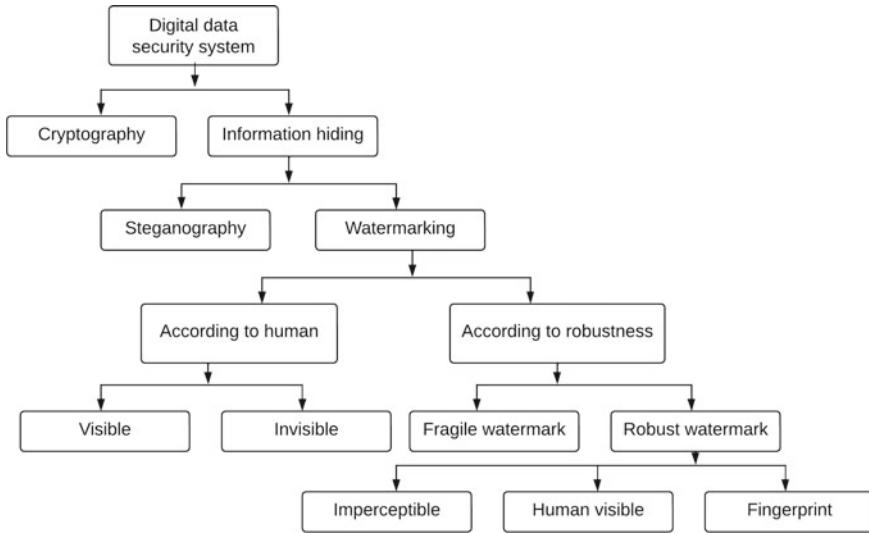 Digital data
security system
Cryptography
Information hiding
Steganography
Watermarking
According to human
According to robustness
Visible
Invisible
Fragile watermark
Robust watermark
Imperceptible
Human visible
Fingerprint